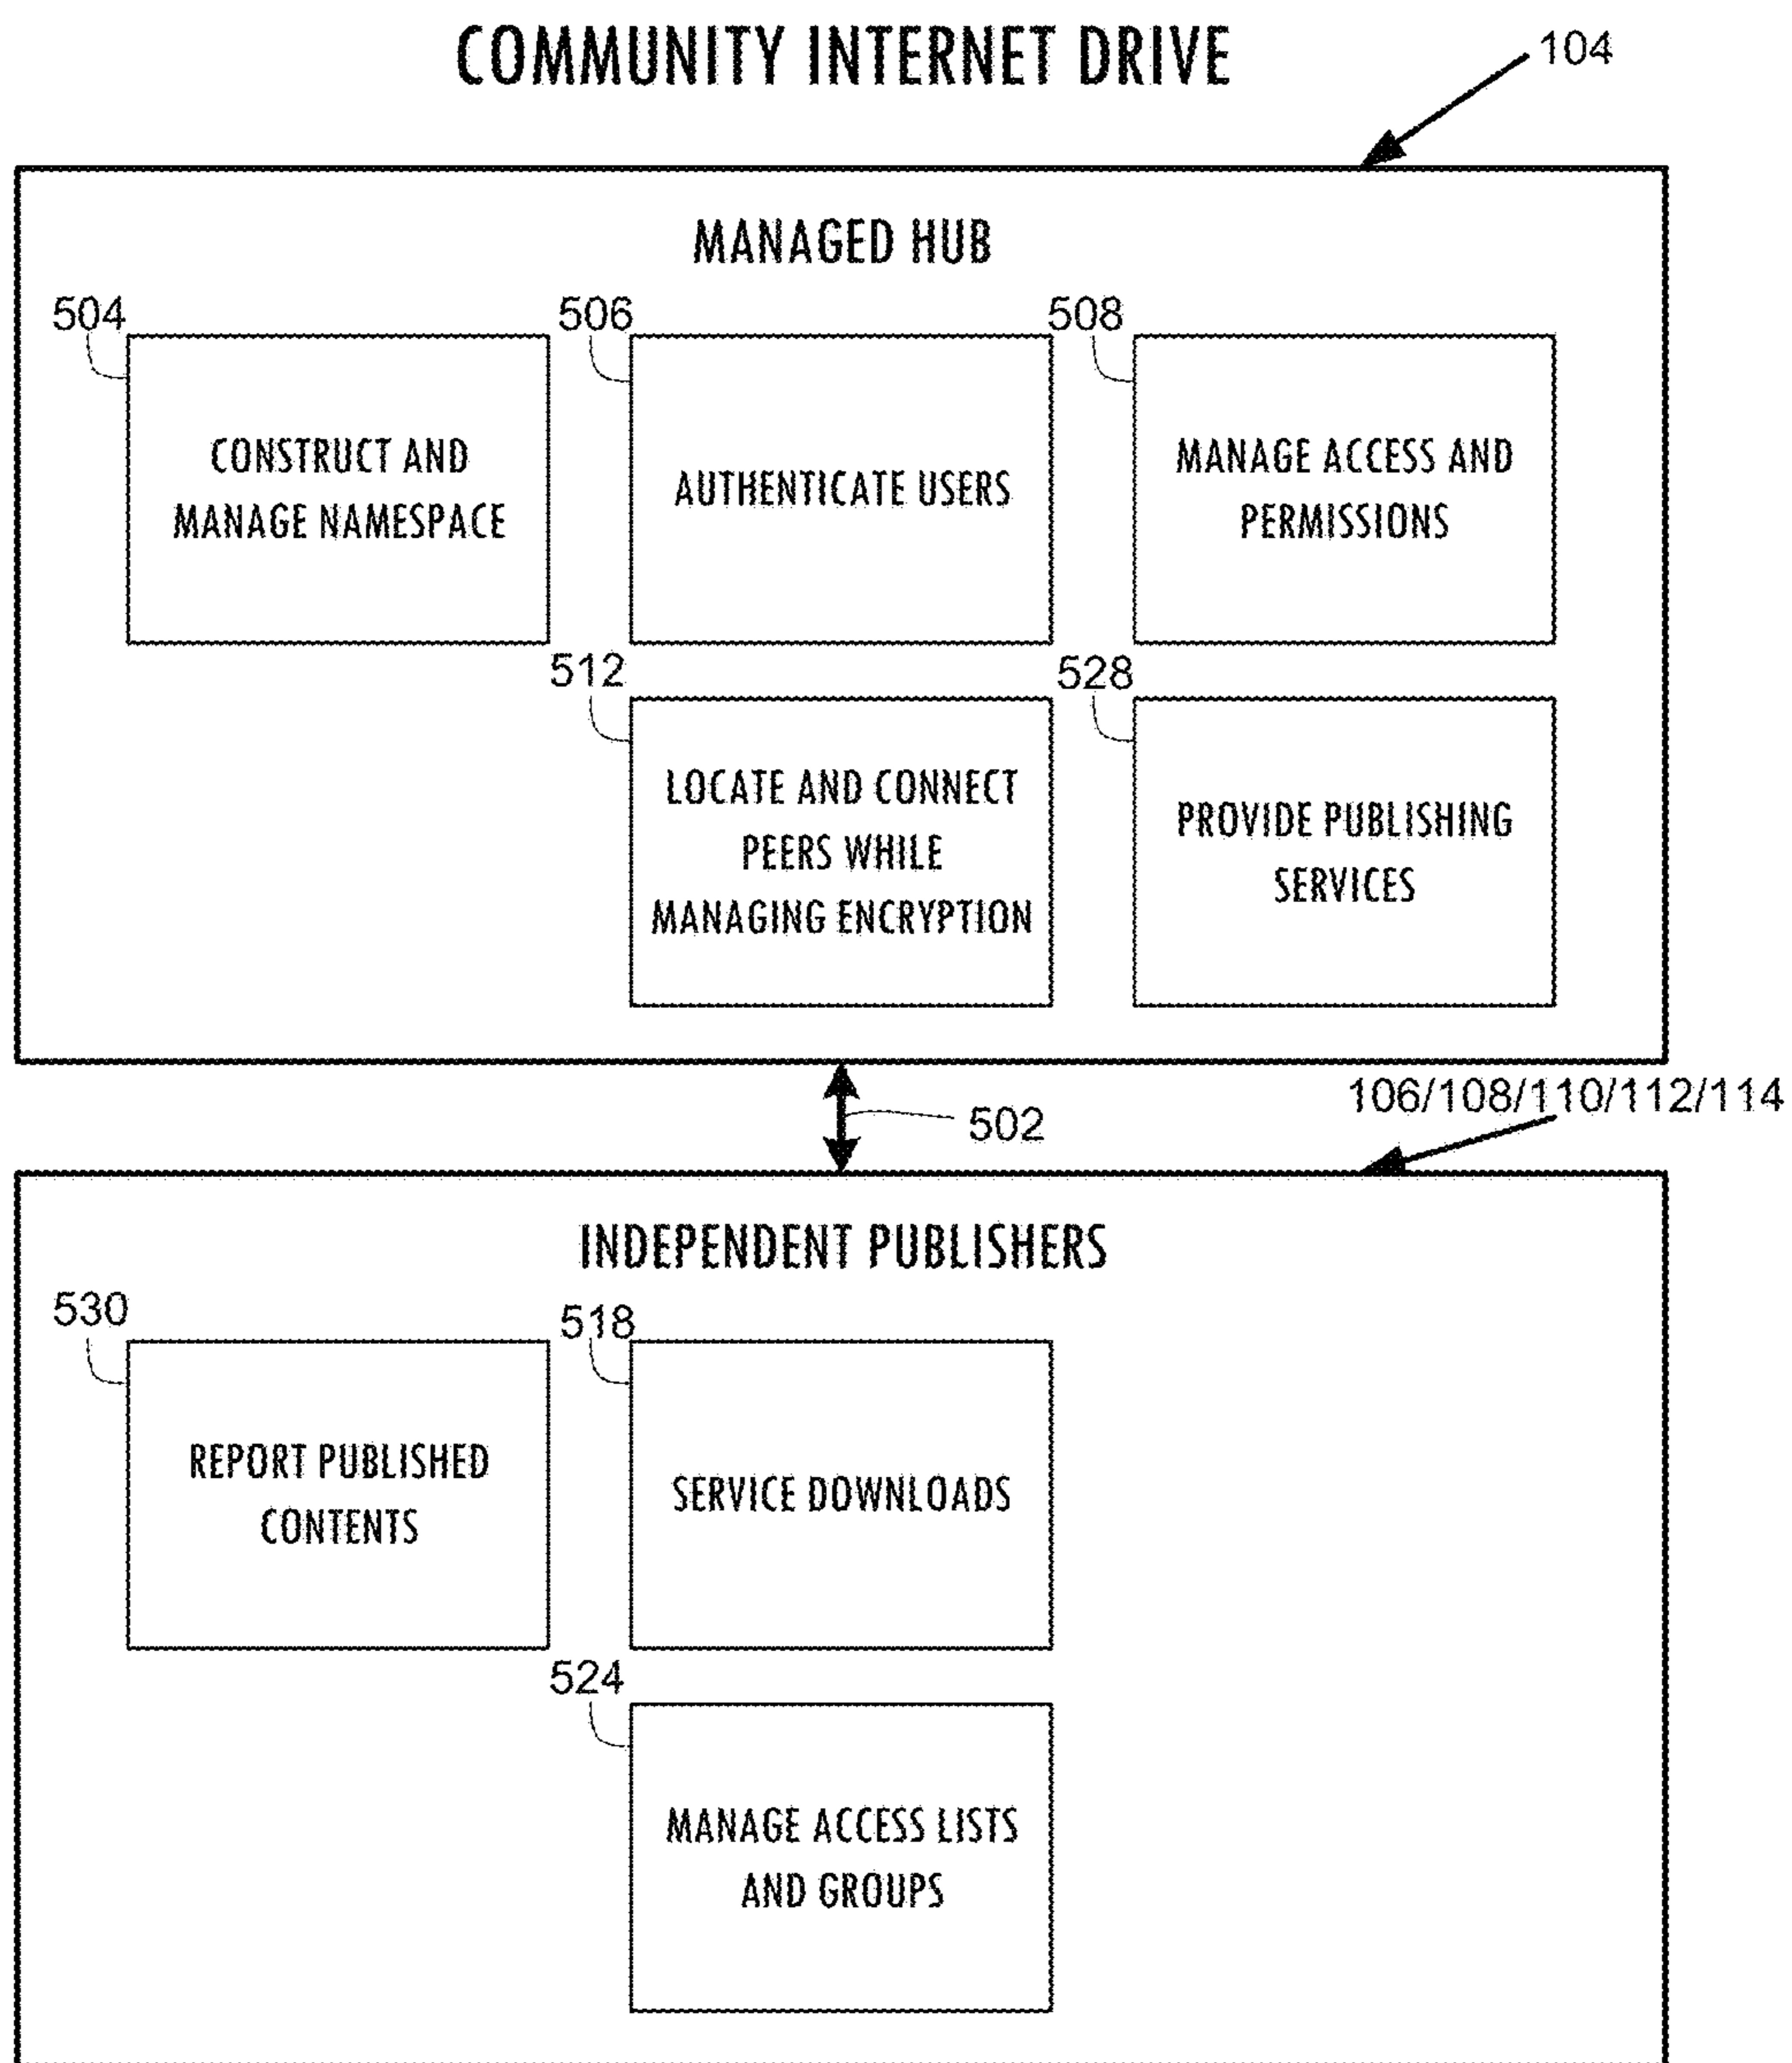 COMMUNITY INTERNET DRIVE
104
MANAGED HUB
504
506
508
CONSTRUCT AND
MANAGE NAMESPACE
AUTHENTICATE USERS
MANAGE ACCESS AND
PERMISSIONS
512
528
LOCATE AND CONNECT
PEERS WHILE
MANAGING ENCRYPTION
PROVIDE PUBLISHING
SERVICES
502
106/108/110/112/114
INDEPENDENT PUBLISHERS
530
518
REPORT PUBLISHED
CONTENTS
SERVICE DOWNLOADS
524
MANAGE ACCESS LISTS
AND GROUPS